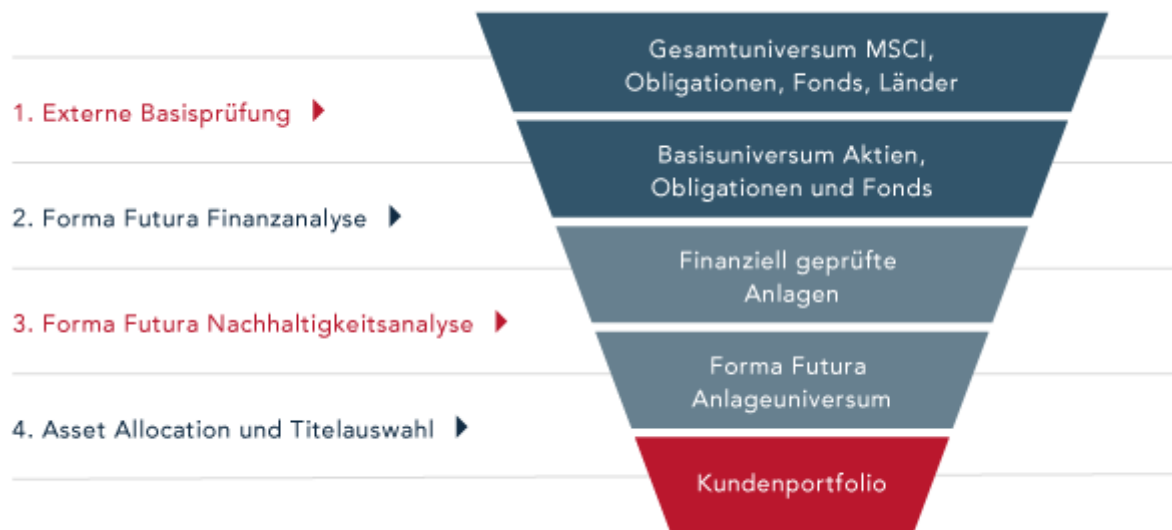 Gesamtuniversum MSCI,
Obligationen, Fonds, Länder
1. Externe Basisprüfung
Basisuniversum Aktien,
Obligationen und Fonds
2. Forma Futura Finanzanalyse
Finanziell geprüfte
Anlagen
3. Forma Futura Nachhaltigkeitsanalyse
Forma Futura
Anlageuniversum
4. Asset Allocation und Titelauswahl
Kundenportfolio